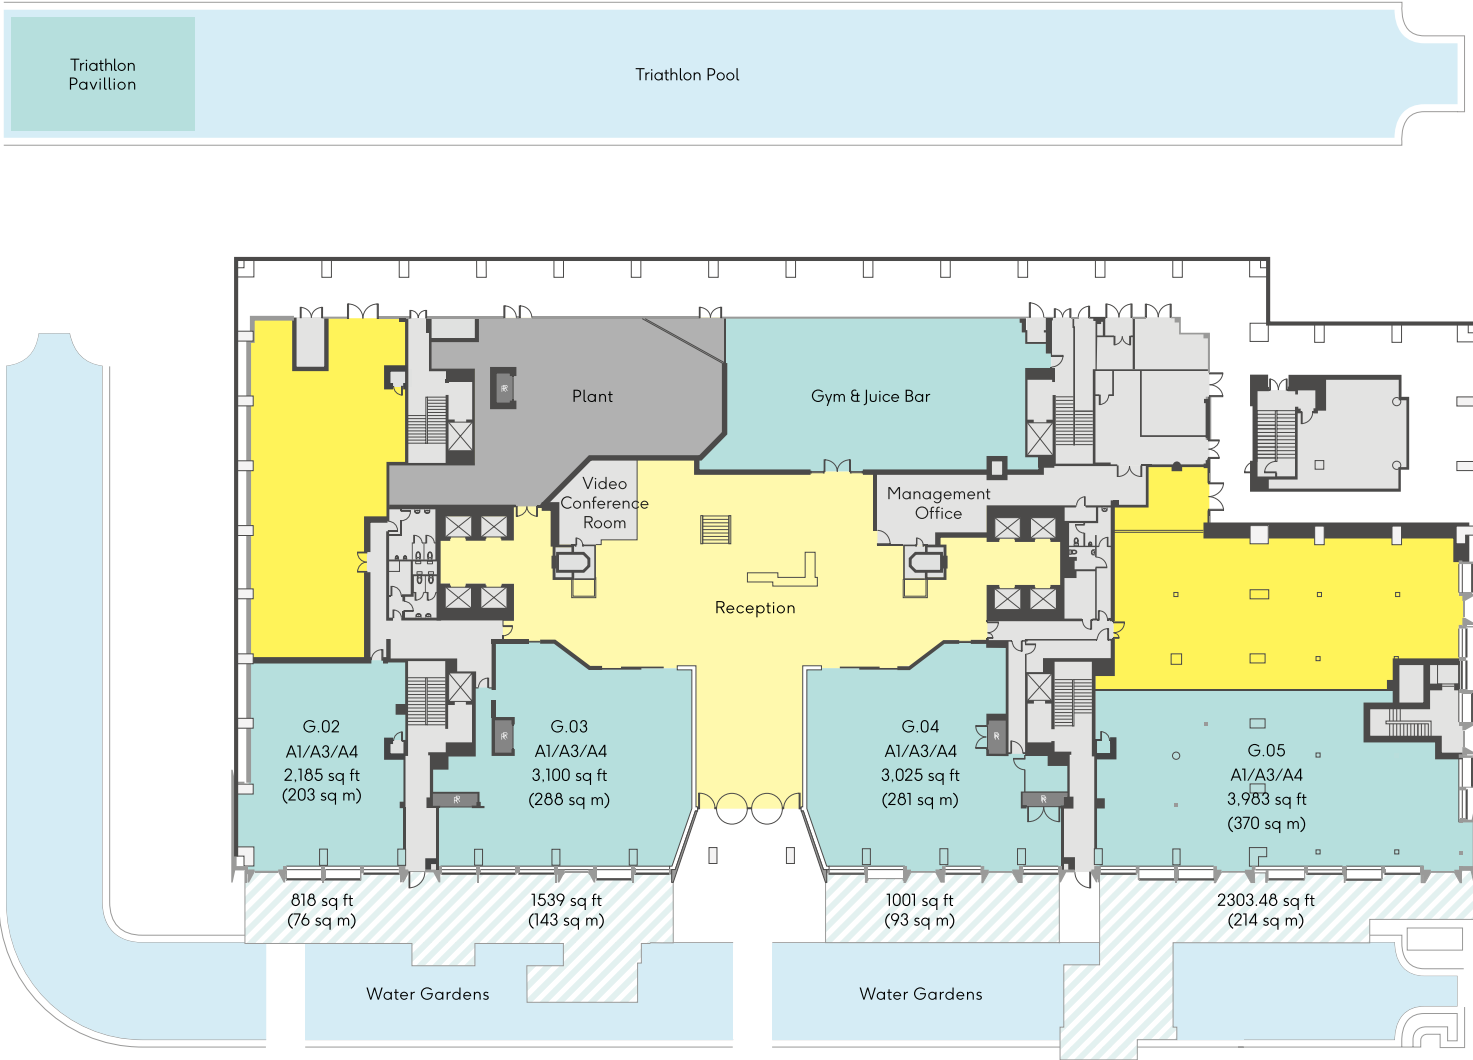 Triathlon
Pavillion
Triathlon Pool
Plant
Gym & Juice Bar
Video
Conference
Room
Management
Office
Reception
G.02
A1/A3/A4
2,185 sq ft
(203 sq m)
G.03
A1/A3/A4
3,100 sq ft
(288 sq m)
G.04
A1/A3/A4
3,025 sq ft
(281 sq m)
G.05
A1/A3/A4
3,983 sq ft
(370 sq m)
818 sq ft
(76 sq m)
1539 sq ft
(143 sq m)
1001 sq ft
(93 sq m)
2303.48 sq ft
(214 sq m)
Water Gardens
Water Gardens